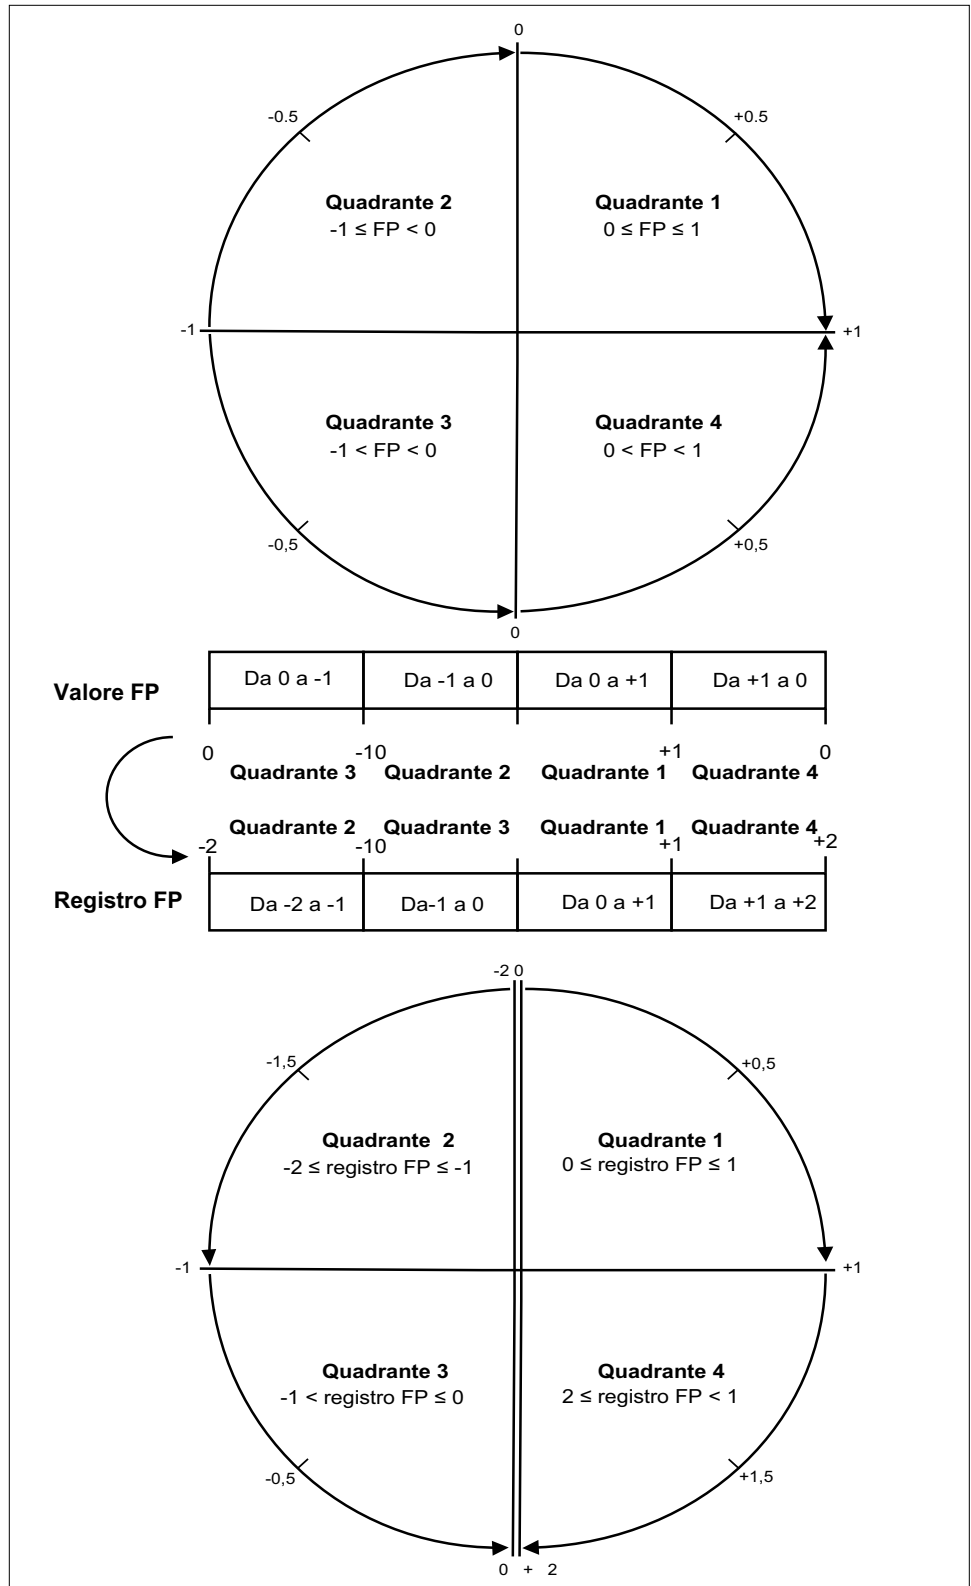 0
-0.5 +0.5
Quadrante 2 Quadrante 1
-1 ≤ FP < 0 0 ≤ FP ≤ 1
-1 +1
Quadrante 3 Quadrante 4
-1 < FP < 0 0 < FP < 1
-0,5 +0,5
0
Valore FP Da 0 a -1 Da -1 a 0 Da 0 a +1 Da +1 a 0
0 -10 +1 0
Quadrante 3 Quadrante 2 Quadrante 1 Quadrante 4
Quadrante 2 Quadrante 3 Quadrante 1 Quadrante 4
-2 -10 +1 +2
Registro FP Da -2 a -1 Da-1 a 0 Da 0 a +1 Da +1 a +2
-2 0
-1,5 +0,5
Quadrante 2 Quadrante 1
-2 ≤ registro FP ≤ -1 0 ≤ registro FP ≤ 1
-1 +1
Quadrante 3 Quadrante 4
-1 < registro FP ≤ 0 2 ≤ registro FP < 1
-0,5 +1,5
0 + 2